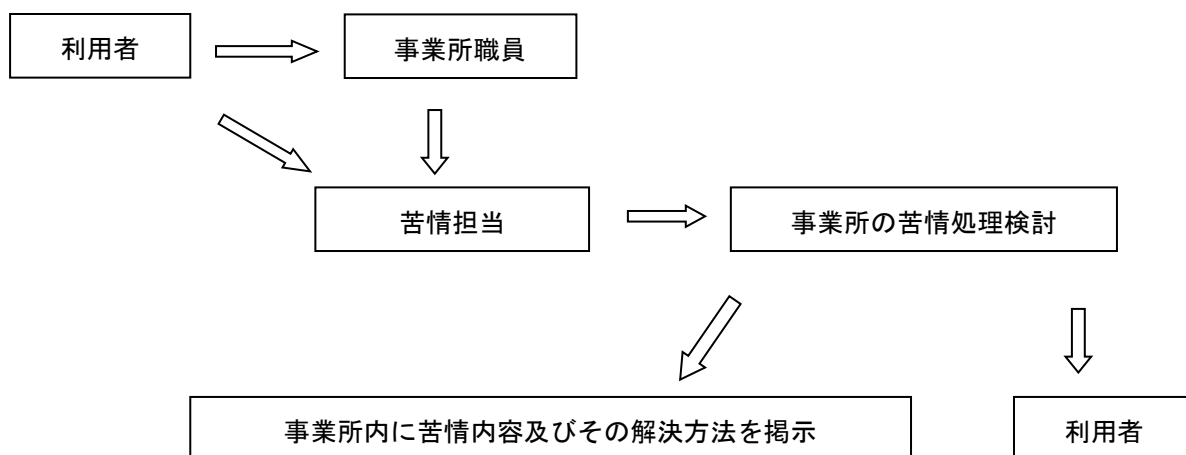 利用者
事業所職員
苦情担当
事業所の苦情処理検討
事業所内に苦情内容及びその解決方法を掲示
利用者